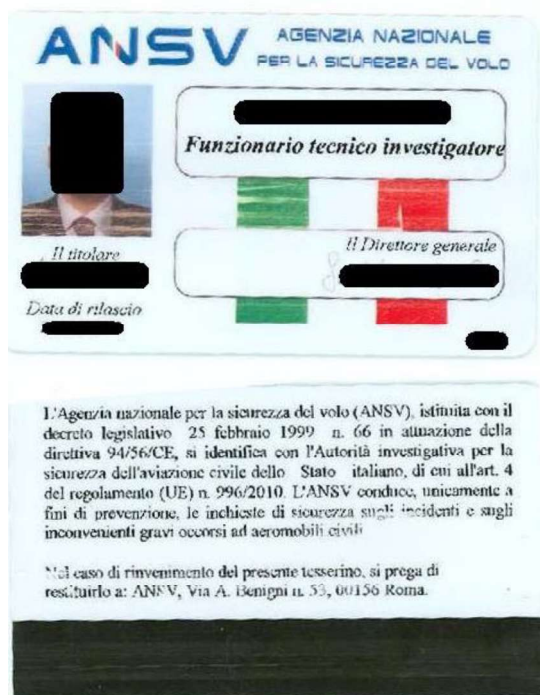 ANSV AGENZIA NAZIONALE
PER LA SICUREZZA DEL VOLO
Funzionario tecnico investigatore
Il titolare
Il Direttore generale
Data di rilascio
L'Agenzia nazionale per la sicurezza del volo (ANSV), istituita con il
decreto legislativo 25 febbraio 1999 n. 66 in attuazione della
direttiva 94/56/CE, si identifica con l'Autorità investigativa per la
sicurezza dell'aviazione civile dello Stato italiano, di cui all'art. 4
del regolamento (UE) n. 996/2010. L'ANSV conduce, unicamente a
fini di prevenzione, le inchieste di sicurezza sugli incidenti e sugli
inconvenienti gravi occorsi ad aeromobili civili
Nel caso di rinvenimento del presente tesserino, si prega di
restituirlo a: ANSV, Via A. Benigni n. 53, 00156 Roma.